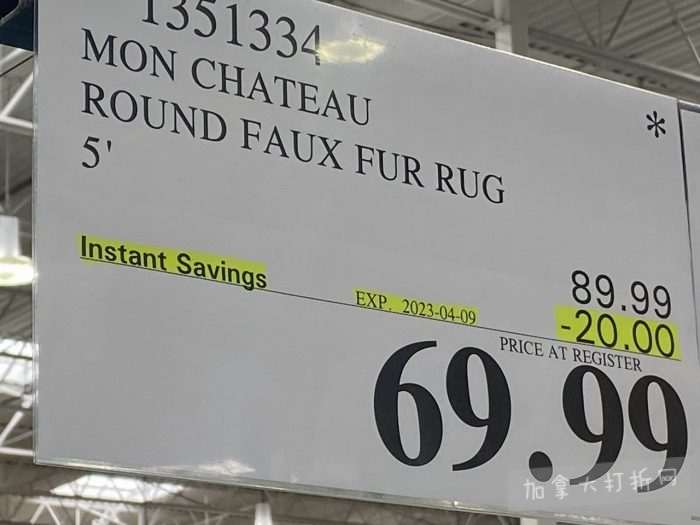 1351334
MON CHATEAU
*
ROUND FAUX FUR RUG
5'
89.99
Instant Savings
EXP. 2023-04-09
-20.00
PRICE AT REGISTER
69.99
加拿大打折网